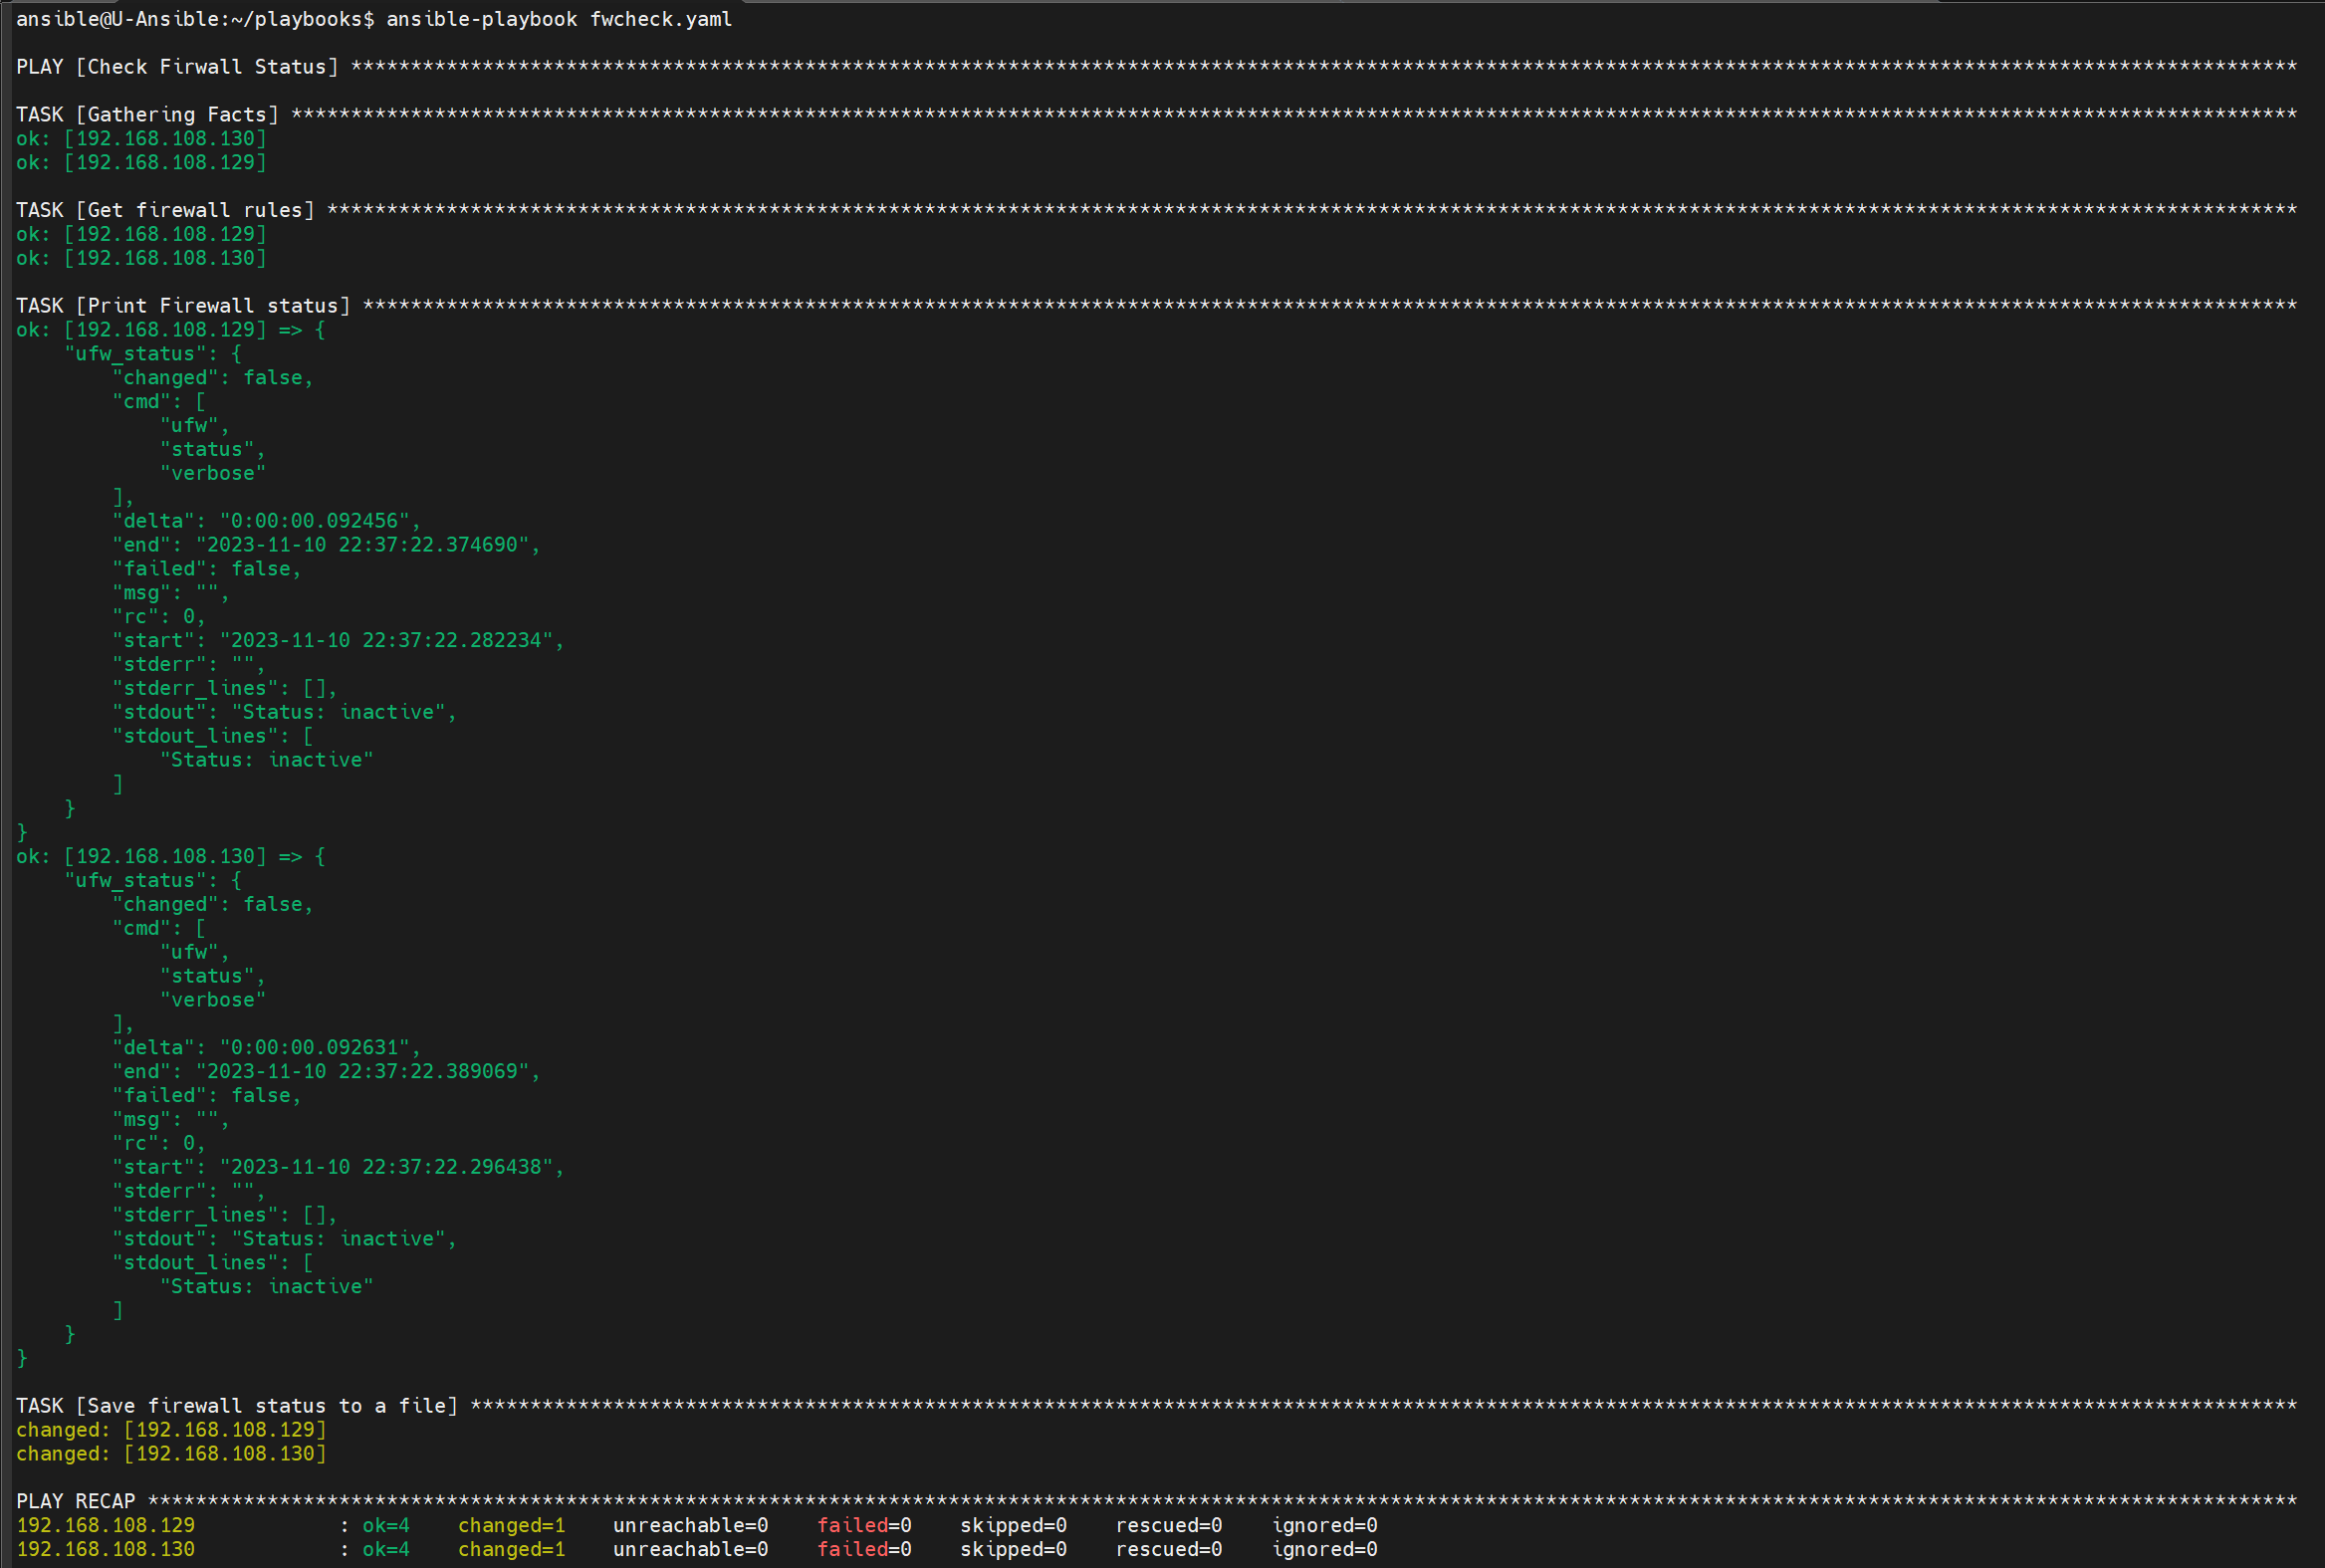 ansible@U-Ansible:~/playbooks$ ansible-playbook fwcheck.yaml
PLAY [Check Firwall Status] *******************************************************************************************************************************************************************
TASK [Gathering Facts] ************************************************************************************************************************************************************************
ok: [192.168.108.130]
ok: [192.168.108.129]
TASK [Get firewall rules] *********************************************************************************************************************************************************************
ok: [192.168.108.129]
ok: [192.168.108.130]
TASK [Print Firewall status] ******************************************************************************************************************************************************************
ok: [192.168.108.129] => {
    "ufw_status": {
        "changed": false,
        "cmd": [
            "ufw",
            "status",
            "verbose"
        ],
        "delta": "0:00:00.092456",
        "end": "2023-11-10 22:37:22.374690",
        "failed": false,
        "msg": "",
        "rc": 0,
        "start": "2023-11-10 22:37:22.282234",
        "stderr": "",
        "stderr_lines": [],
        "stdout": "Status: inactive",
        "stdout_lines": [
            "Status: inactive"
        ]
    }
}
ok: [192.168.108.130] => {
    "ufw_status": {
        "changed": false,
        "cmd": [
            "ufw",
            "status",
            "verbose"
        ],
        "delta": "0:00:00.092631",
        "end": "2023-11-10 22:37:22.389069",
        "failed": false,
        "msg": "",
        "rc": 0,
        "start": "2023-11-10 22:37:22.296438",
        "stderr": "",
        "stderr_lines": [],
        "stdout": "Status: inactive",
        "stdout_lines": [
            "Status: inactive"
        ]
    }
}
TASK [Save firewall status to a file] *********************************************************************************************************************************************************
changed: [192.168.108.129]
changed: [192.168.108.130]
PLAY RECAP ************************************************************************************************************************************************************************************
192.168.108.129            : ok=4    changed=1    unreachable=0    failed=0    skipped=0    rescued=0    ignored=0
192.168.108.130            : ok=4    changed=1    unreachable=0    failed=0    skipped=0    rescued=0    ignored=0